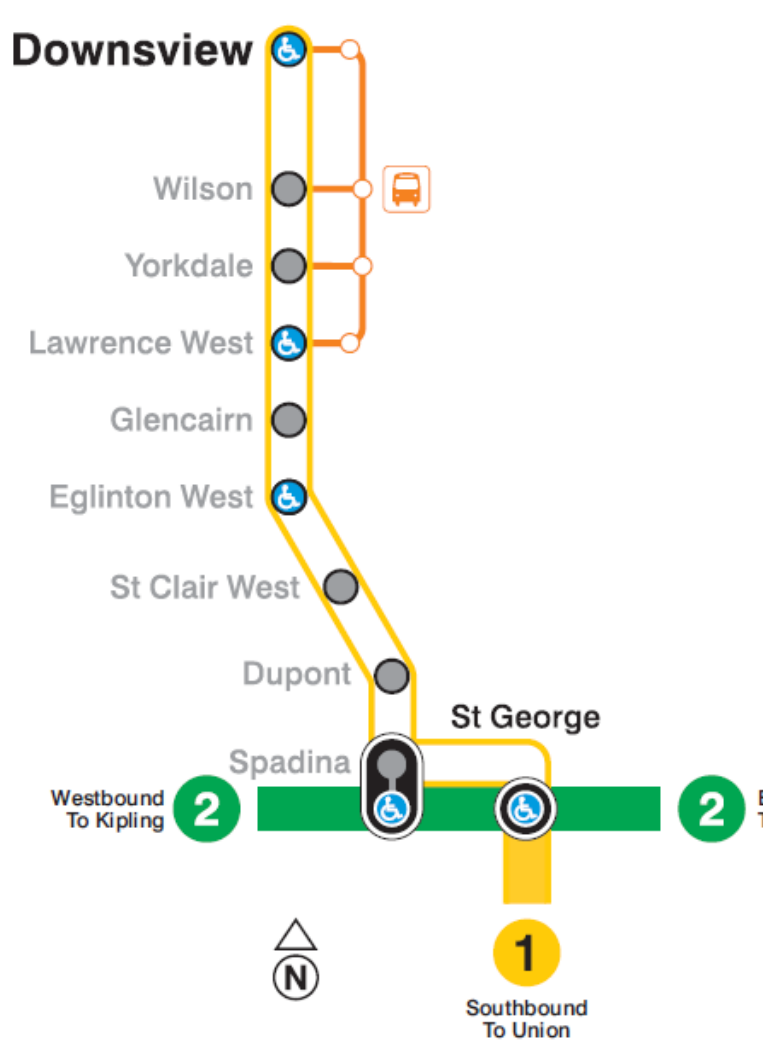 Downsview
Wilson
Yorkdale
Lawrence West
Glencairn
Eglinton West
St Clair West
Dupont
St George
Spadina
Westbound
To Kipling
2
2
N
1
Southbound
To Union